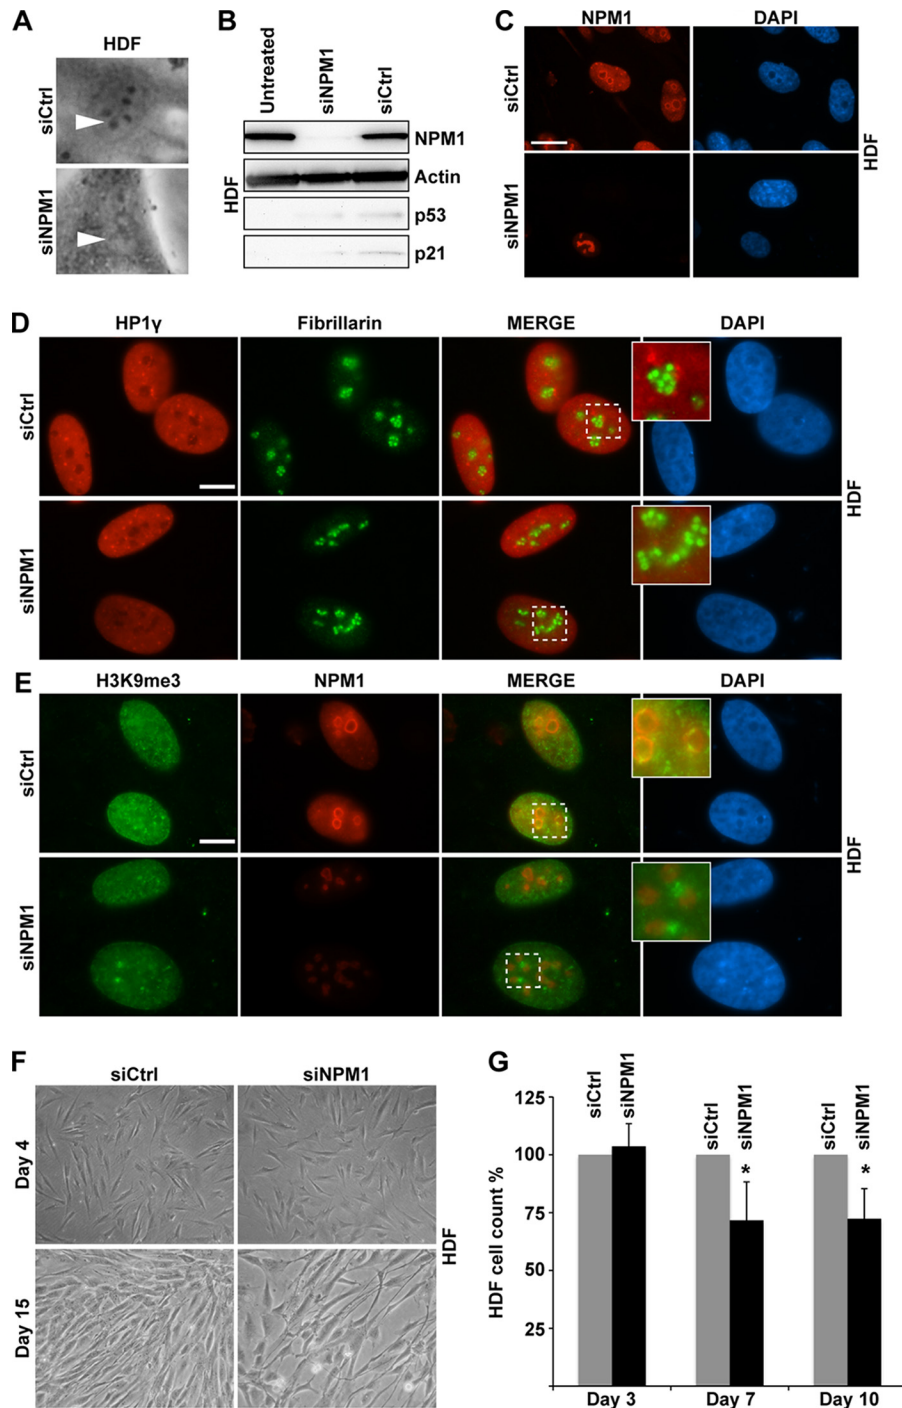 A
HDF
siCtrl
siNPM1
B
Untreated
siNPM1
siCtrl
HDF
NPM1
Actin
p53
p21
C
NPM1
DAPI
siCtrl
siNPM1
HDF
D
HP1γ
Fibrillarin
MERGE
DAPI
siCtrl
siNPM1
HDF
E
H3K9me3
NPM1
MERGE
DAPI
siCtrl
siNPM1
HDF
F
siCtrl
siNPM1
Day 4
Day 15
HDF
G
HDF cell count %
125
100
75
50
25
siCtrl
siNPM1
siCtrl
siNPM1
*
siCtrl
siNPM1
*
Day 3
Day 7
Day 10